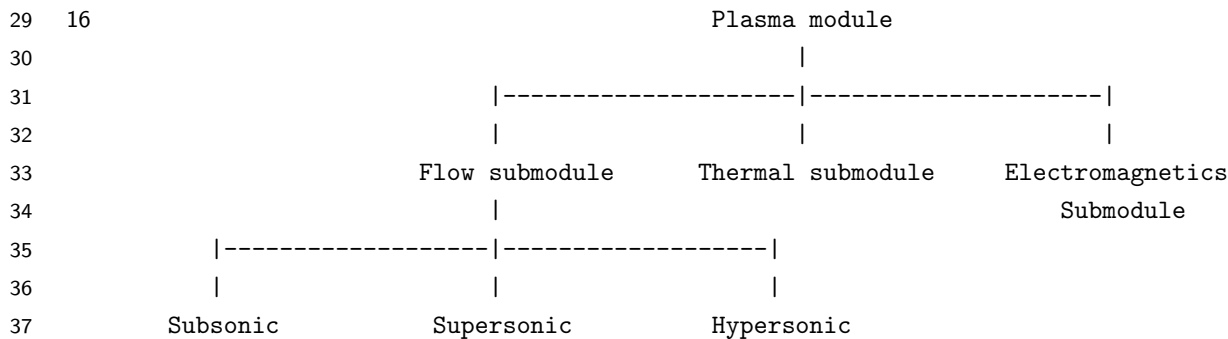 29 16 Plasma module
30 |
31 |---------------------|---------------------|
32 | | |
33 Flow submodule Thermal submodule Electromagnetics
34 | Submodule
35 |-------------------|-------------------|
36 | | |
37 Subsonic Supersonic Hypersonic